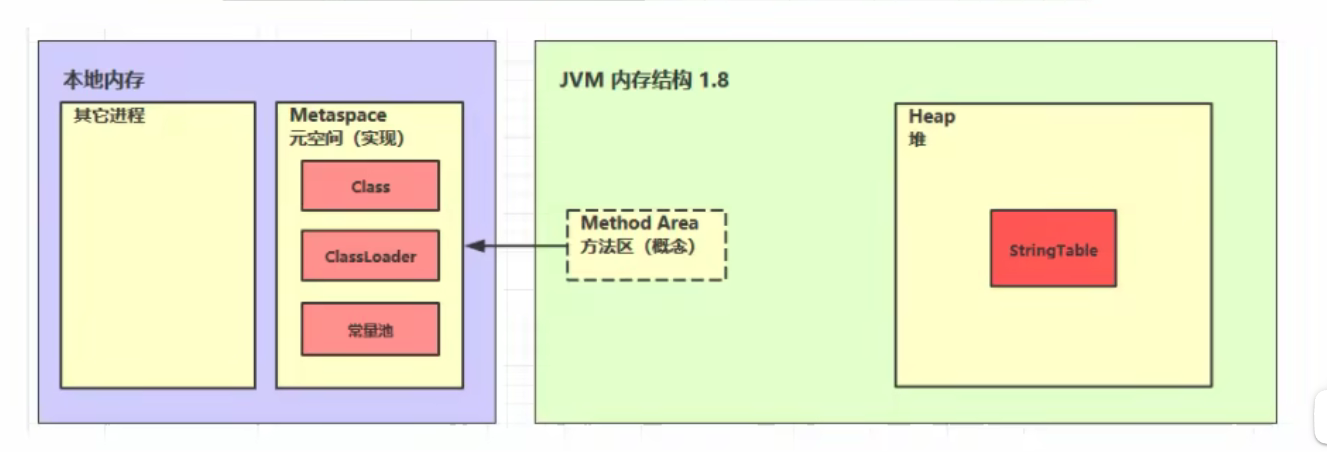 本地内存
其它进程
Metaspace
元空间（实现）
Class
ClassLoader
常量池
JVM 内存结构 1.8
Method Area
方法区（概念）
Heap
堆
StringTable